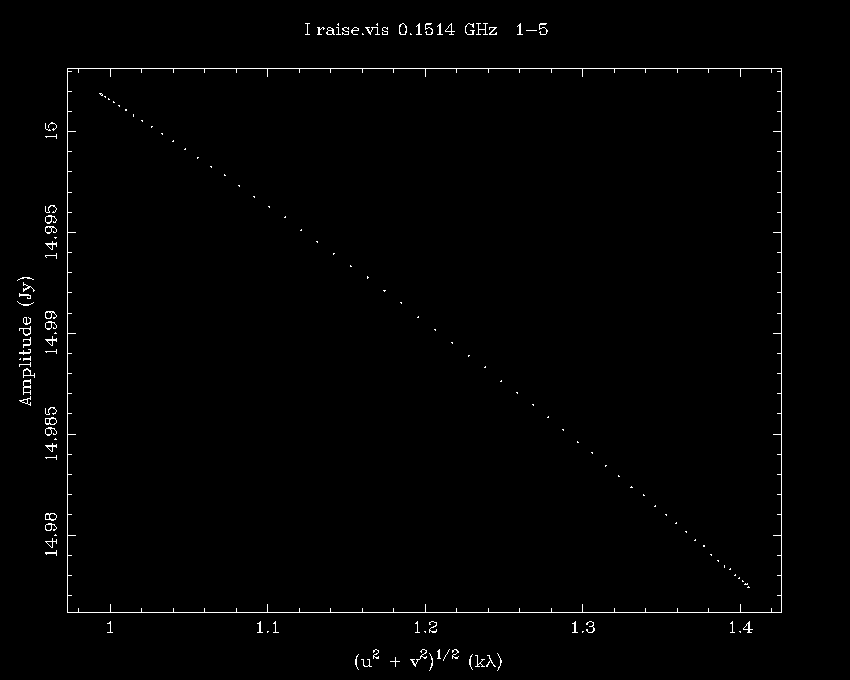 I raise.vis 0.1514 GHz 1-5
15
14.995
14.99
14.985
14.98
Amplitude (Jy)
1 1.1 1.2 1.3 1.4
(u² + v²)^1/2 (kλ)